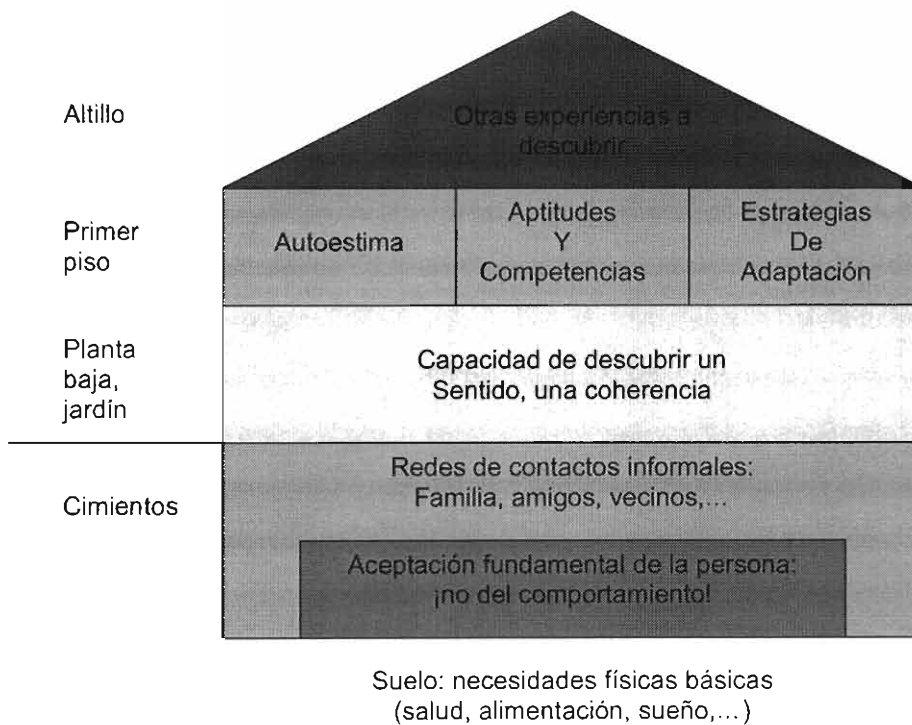 Altillo
Otras experiencias a
descubrir
Primer
piso
Autoestima
Aptitudes
Y
Competencias
Estrategias
De
Adaptación
Planta
baja,
jardín
Capacidad de descubrir un
Sentido, una coherencia
Cimientos
Redes de contactos informales:
Familia, amigos, vecinos,...
Aceptación fundamental de la persona:
¡no del comportamiento!
Suelo: necesidades físicas básicas
(salud, alimentación, sueño,...)